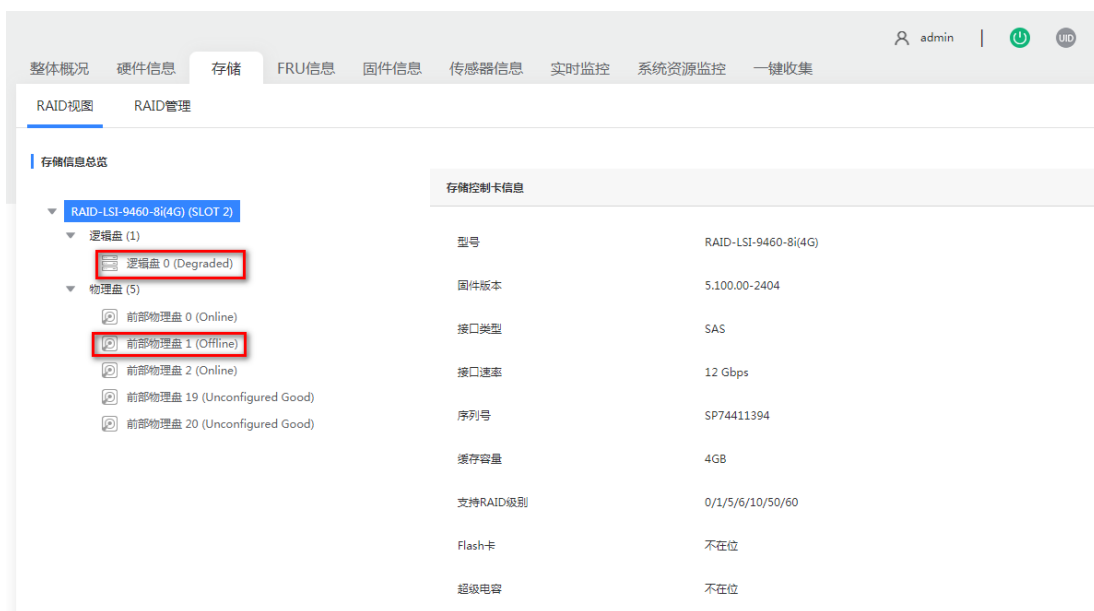 admin | UID
整体概况 硬件信息 存储 FRU信息 固件信息 传感器信息 实时监控 系统资源监控 一键收集
RAID视图 RAID管理
存储信息总览
存储控制卡信息
RAID-LSI-9460-8i(4G) (SLOT 2)
逻辑盘 (1)
逻辑盘 0 (Degraded)
物理盘 (5)
前部物理盘 0 (Online)
前部物理盘 1 (Offline)
前部物理盘 2 (Online)
前部物理盘 19 (Unconfigured Good)
前部物理盘 20 (Unconfigured Good)
型号 RAID-LSI-9460-8i(4G)
固件版本 5.100.00-2404
接口类型 SAS
接口速率 12 Gbps
序列号 SP74411394
缓存容量 4GB
支持RAID级别 0/1/5/6/10/50/60
Flash卡 不在位
超级电容 不在位